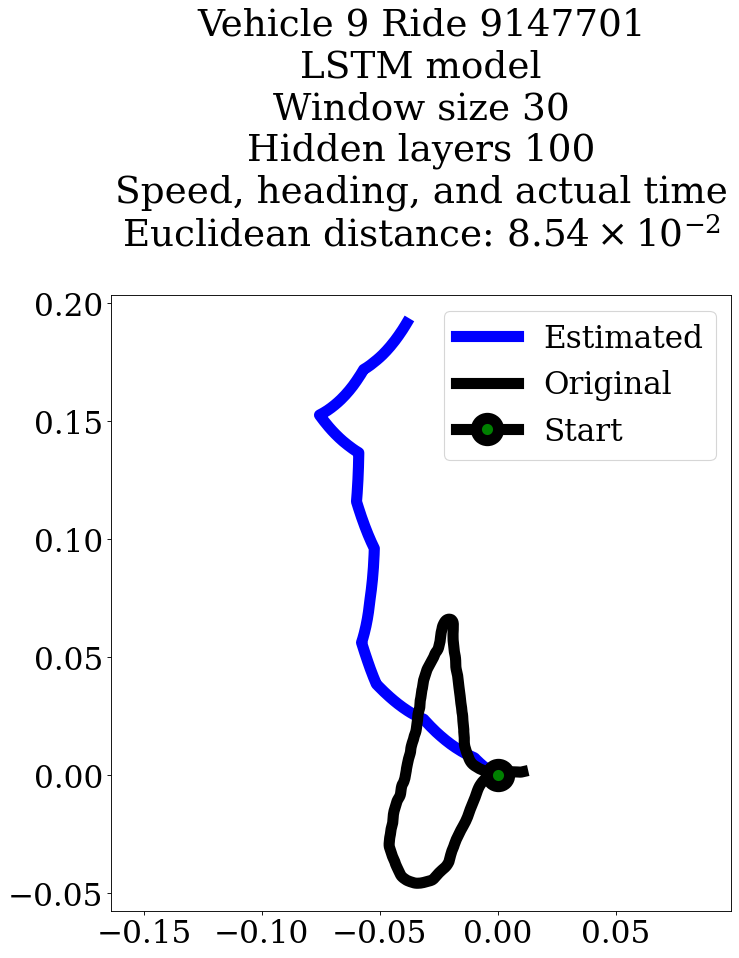 Vehicle 9 Ride 9147701
LSTM model
Window size 30
Hidden layers 100
Speed, heading, and actual time
Euclidean distance: 8.54 × 10⁻²
0.20
0.15
0.10
0.05
0.00
−0.05
Estimated
Original
Start
−0.15 −0.10 −0.05 0.00 0.05